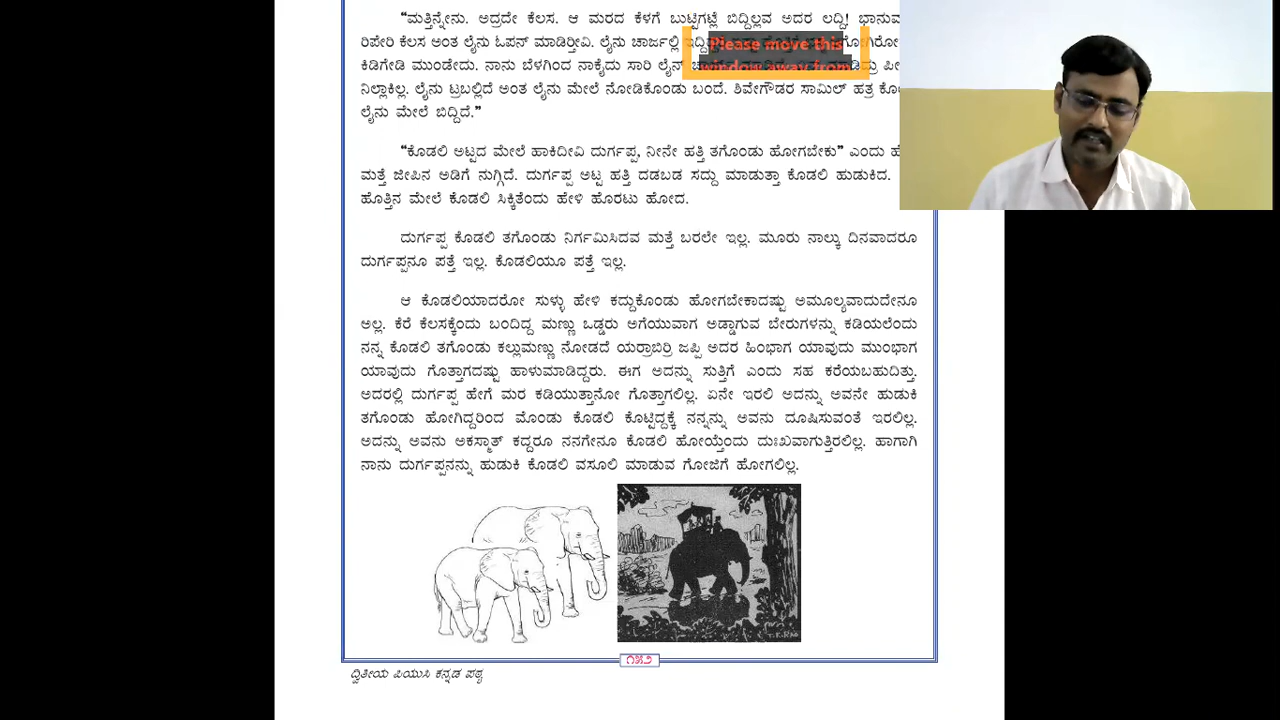 “ಮತ್ತಿನ್ನೇನು. ಅದ್ರದೇ ಕೆಲಸ. ಆ ಮರದ ಕೆಳಗೆ ಬುಟ್ಟಿಗಟ್ಲೆ ಬಿದ್ದಿಲ್ಲವ ಅದರ ಲದ್ದಿ!
ರಿಪೇರಿ ಕೆಲಸ ಅಂತ ಲೈನು ಓಪನ್ ಮಾಡಿರ್ತೀವಿ. ಲೈನು ಚಾರ್ಜಲ್ಲಿ
Please move this
ಕಿಡಿಗೇಡಿ ಮುಂಡೇದು. ನಾನು ಬೆಳಗಿಂದ ನಾಕೈದು ಸಾರಿ ಲೈನ್
window away from
ನಿಲ್ಲಾಕಿಲ್ಲ. ಲೈನು ಟ್ರಬಲ್ಲಿದೆ ಅಂತ ಲೈನು ಮೇಲೆ ನೋಡಿಕೊಂಡು ಬಂದೆ. ಶಿವೇಗೌಡರ ಸಾಮಿಲ್ ಹತ್ರ
ಲೈನು ಮೇಲೆ ಬಿದ್ದಿದೆ.”
“ಕೊಡಲಿ ಅಟ್ಟದ ಮೇಲೆ ಹಾಕಿದೀವಿ ದುರ್ಗಪ್ಪ, ನೀನೇ ಹತ್ತಿ ತಗೊಂಡು ಹೋಗಬೇಕು” ಎಂದು
ಮತ್ತೆ ಜೀಪಿನ ಅಡಿಗೆ ನುಗ್ಗಿದೆ. ದುರ್ಗಪ್ಪ ಅಟ್ಟ ಹತ್ತಿ ದಡಬಡ ಸದ್ದು ಮಾಡುತ್ತಾ ಕೊಡಲಿ ಹುಡುಕಿದ.
ಹೊತ್ತಿನ ಮೇಲೆ ಕೊಡಲಿ ಸಿಕ್ಕಿತೆಂದು ಹೇಳಿ ಹೊರಟು ಹೋದ.
ದುರ್ಗಪ್ಪ ಕೊಡಲಿ ತಗೊಂಡು ನಿರ್ಗಮಿಸಿದವ ಮತ್ತೆ ಬರಲೇ ಇಲ್ಲ. ಮೂರು ನಾಲ್ಕು ದಿನವಾದರೂ
ದುರ್ಗಪ್ಪನೂ ಪತ್ತೆ ಇಲ್ಲ. ಕೊಡಲಿಯೂ ಪತ್ತೆ ಇಲ್ಲ.
ಆ ಕೊಡಲಿಯಾದರೋ ಸುಳ್ಳು ಹೇಳಿ ಕದ್ದುಕೊಂಡು ಹೋಗಬೇಕಾದಷ್ಟು ಅಮೂಲ್ಯವಾದುದೇನೂ
ಅಲ್ಲ. ಕೆರೆ ಕೆಲಸಕ್ಕೆಂದು ಬಂದಿದ್ದ ಮಣ್ಣು ಒಡ್ಡರು ಅಗೆಯುವಾಗ ಅಡ್ಡಾಗುವ ಬೇರುಗಳನ್ನು ಕಡಿಯಲೆಂದು
ನನ್ನ ಕೊಡಲಿ ತಗೊಂಡು ಕಲ್ಲುಮಣ್ಣು ನೋಡದೆ ಯರ್ರಾಬಿರ್ರಿ ಜಪ್ಪಿ ಅದರ ಹಿಂಭಾಗ ಯಾವುದು ಮುಂಭಾಗ
ಯಾವುದು ಗೊತ್ತಾಗದಷ್ಟು ಹಾಳುಮಾಡಿದ್ದರು. ಈಗ ಅದನ್ನು ಸುತ್ತಿಗೆ ಎಂದು ಸಹ ಕರೆಯಬಹುದಿತ್ತು.
ಅದರಲ್ಲಿ ದುರ್ಗಪ್ಪ ಹೇಗೆ ಮರ ಕಡಿಯುತ್ತಾನೋ ಗೊತ್ತಾಗಲಿಲ್ಲ. ಏನೇ ಇರಲಿ ಅದನ್ನು ಅವನೇ ಹುಡುಕಿ
ತಗೊಂಡು ಹೋಗಿದ್ದರಿಂದ ಮೊಂಡು ಕೊಡಲಿ ಕೊಟ್ಟಿದ್ದಕ್ಕೆ ನನ್ನನ್ನು ಅವನು ದೂಷಿಸುವಂತೆ ಇರಲಿಲ್ಲ.
ಅದನ್ನು ಅವನು ಅಕಸ್ಮಾತ್ ಕದ್ದರೂ ನನಗೇನೂ ಕೊಡಲಿ ಹೋಯ್ತೆಂದು ದುಃಖವಾಗುತ್ತಿರಲಿಲ್ಲ. ಹಾಗಾಗಿ
ನಾನು ದುರ್ಗಪ್ಪನನ್ನು ಹುಡುಕಿ ಕೊಡಲಿ ವಸೂಲಿ ಮಾಡುವ ಗೋಜಿಗೆ ಹೋಗಲಿಲ್ಲ.
೧೫೨
ದ್ವಿತೀಯ ಪಿಯುಸಿ ಕನ್ನಡ ಪಠ್ಯ